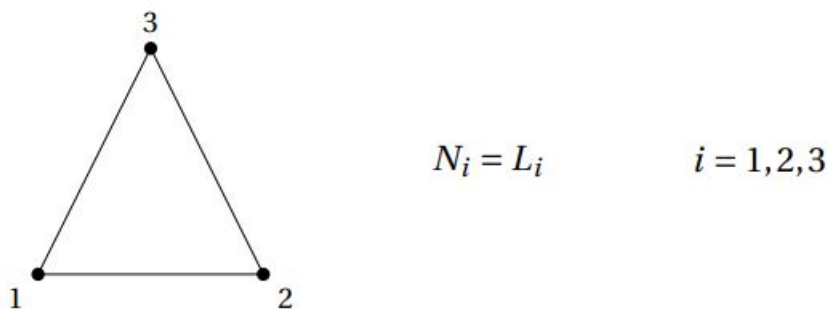 3
N_i = L_i i = 1,2,3
1 2